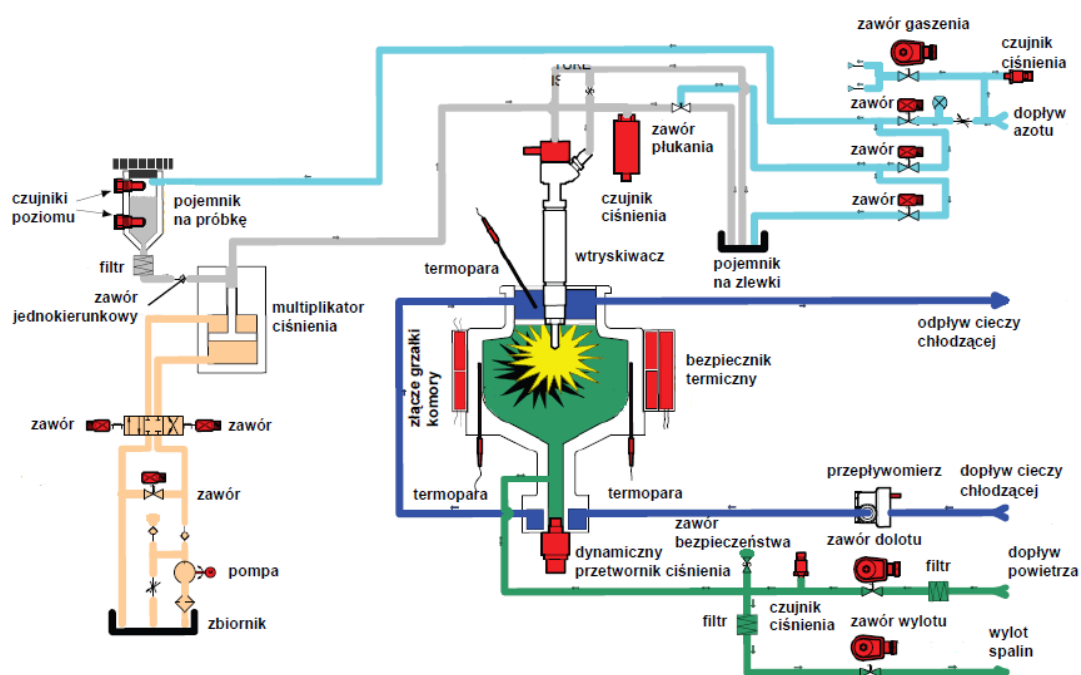 zawór gaszenia
czujnik
ciśnienia
TURE
zawór
dopływ
azotu
zawór
płukania
zawór
czujniki
poziomu
pojemnik
na próbkę
czujnik
ciśnienia
zawór
filtr
termopara
wtryskiwacz
pojemnik
na zlewki
zawór
jednokierunkowy
multiplikator
ciśnienia
odpływ cieczy
chłodzącej
złącze grzałki
komory
bezpiecznik
termiczny
zawór
zawór
zawór
termopara
termopara
przepływomierz
dopływ cieczy
chłodzącej
zawór
bezpieczeństwa
zawór dolotu
dynamiczny
przetwornik ciśnienia
filtr
dopływ
powietrza
pompa
czujnik
ciśnienia
filtr
zawór wylotu
zbiornik
wylot
spalin